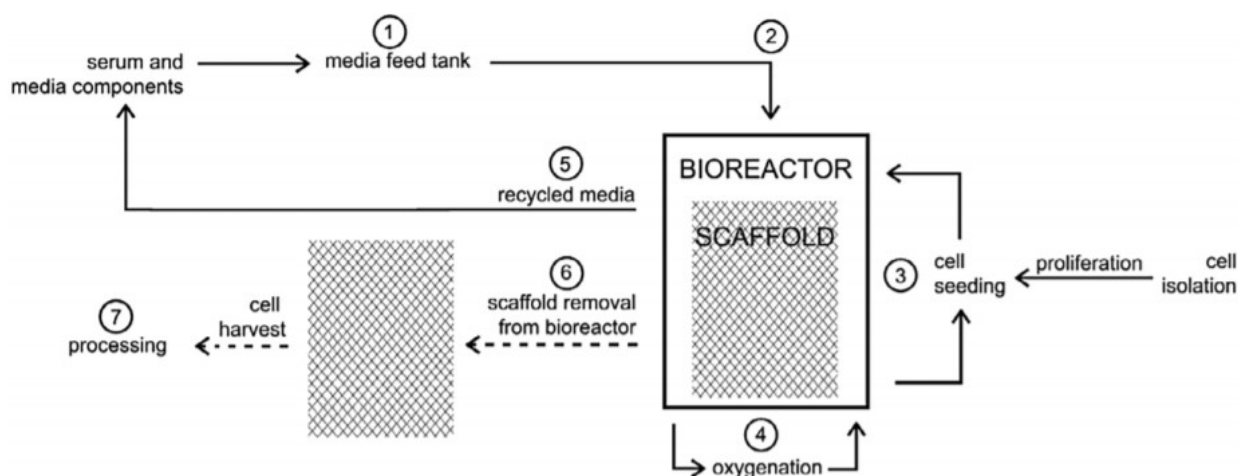 ①
media feed tank
②
serum and
media components
⑤
recycled media
BIOREACTOR
SCAFFOLD
③
cell
seeding
proliferation
cell
isolation
⑥
scaffold removal
from bioreactor
cell
harvest
⑦
processing
④
oxygenation